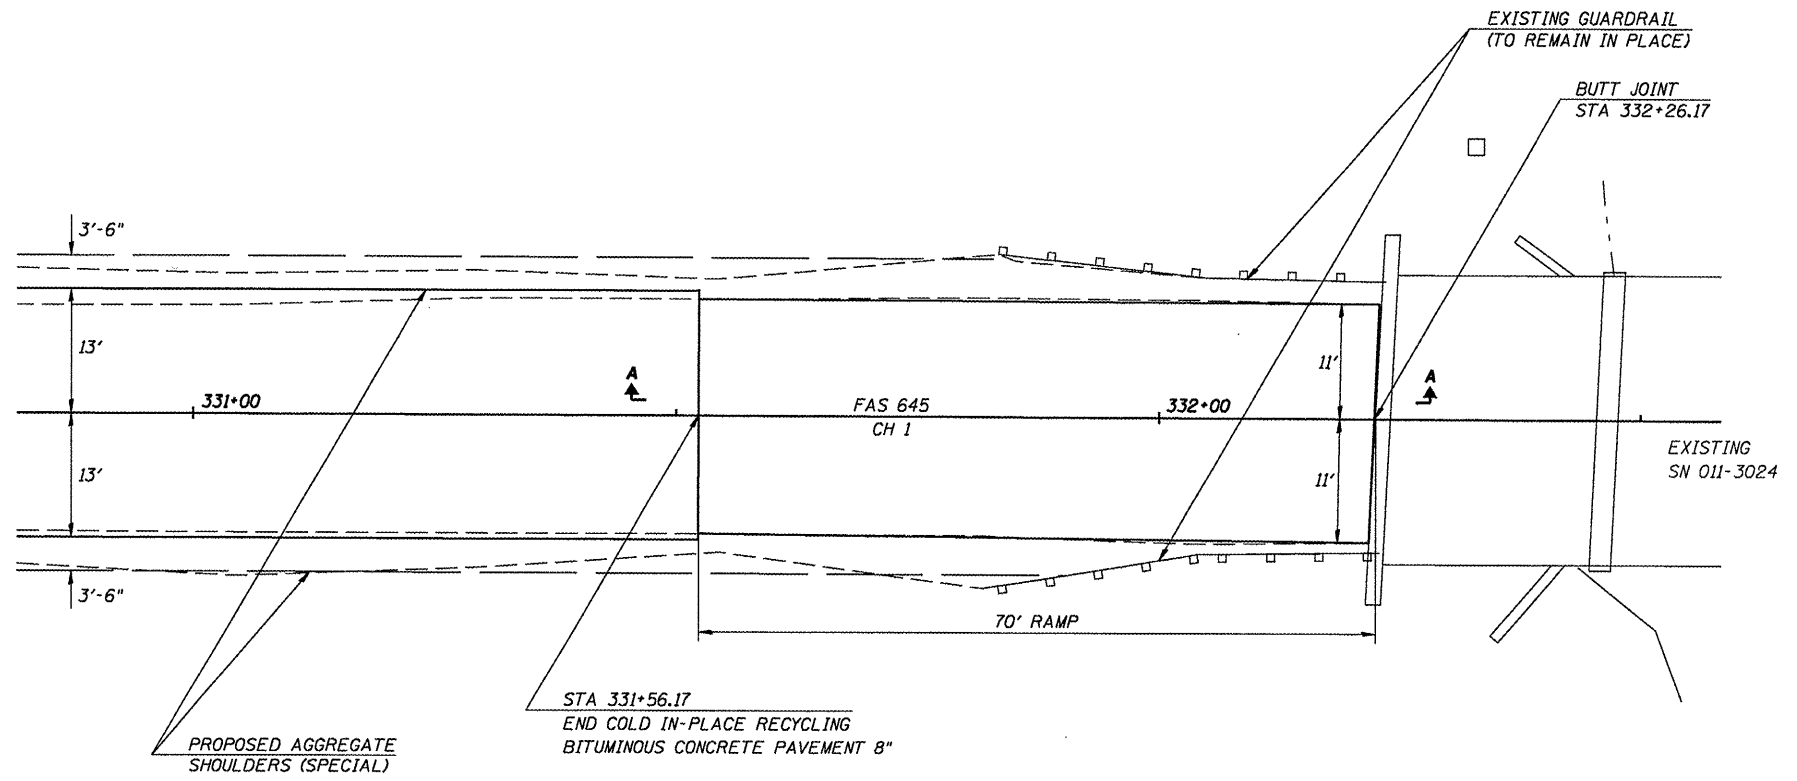 EXISTING GUARDRAIL
(TO REMAIN IN PLACE)
BUTT JOINT
STA 332+26.17
3'-6"
13'
331+00
A
FAS 645
CH 1
332+00
11'
A
EXISTING
SN 011-3024
13'
11'
3'-6"
70' RAMP
STA 331+56.17
END COLD IN-PLACE RECYCLING
BITUMINOUS CONCRETE PAVEMENT 8"
PROPOSED AGGREGATE
SHOULDERS (SPECIAL)